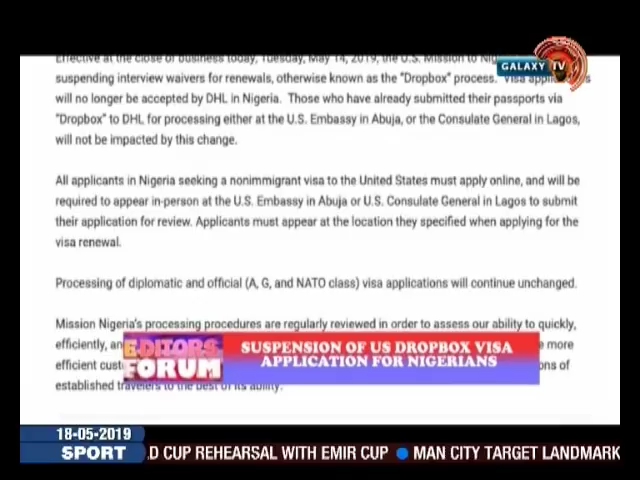 Effective at the close of business today, Tuesday, May 14, 2019, the U.S. Mission to
GALAXY TV
suspending interview waivers for renewals, otherwise known as the "Dropbox" process. Visa
will no longer be accepted by DHL in Nigeria. Those who have already submitted their passports via
"Dropbox" to DHL for processing either at the U.S. Embassy in Abuja, or the Consulate General in Lagos,
will not be impacted by this change.
All applicants in Nigeria seeking a nonimmigrant visa to the United States must apply online, and will be
required to appear in-person at the U.S. Embassy in Abuja or U.S. Consulate General in Lagos to submit
their application for review. Applicants must appear at the location they specified when applying for the
visa renewal.
Processing of diplomatic and official (A, G, and NATO class) visa applications will continue unchanged.
Mission Nigeria's processing procedures are regularly reviewed in order to assess our ability to quickly,
efficiently,
more
efficient
of
established travelers to the best of its ability.
EDITORS
FORUM
SUSPENSION OF US DROPBOX VISA
APPLICATION FOR NIGERIANS
18-05-2019
SPORT
D CUP REHEARSAL WITH EMIR CUP MAN CITY TARGET LANDMARK